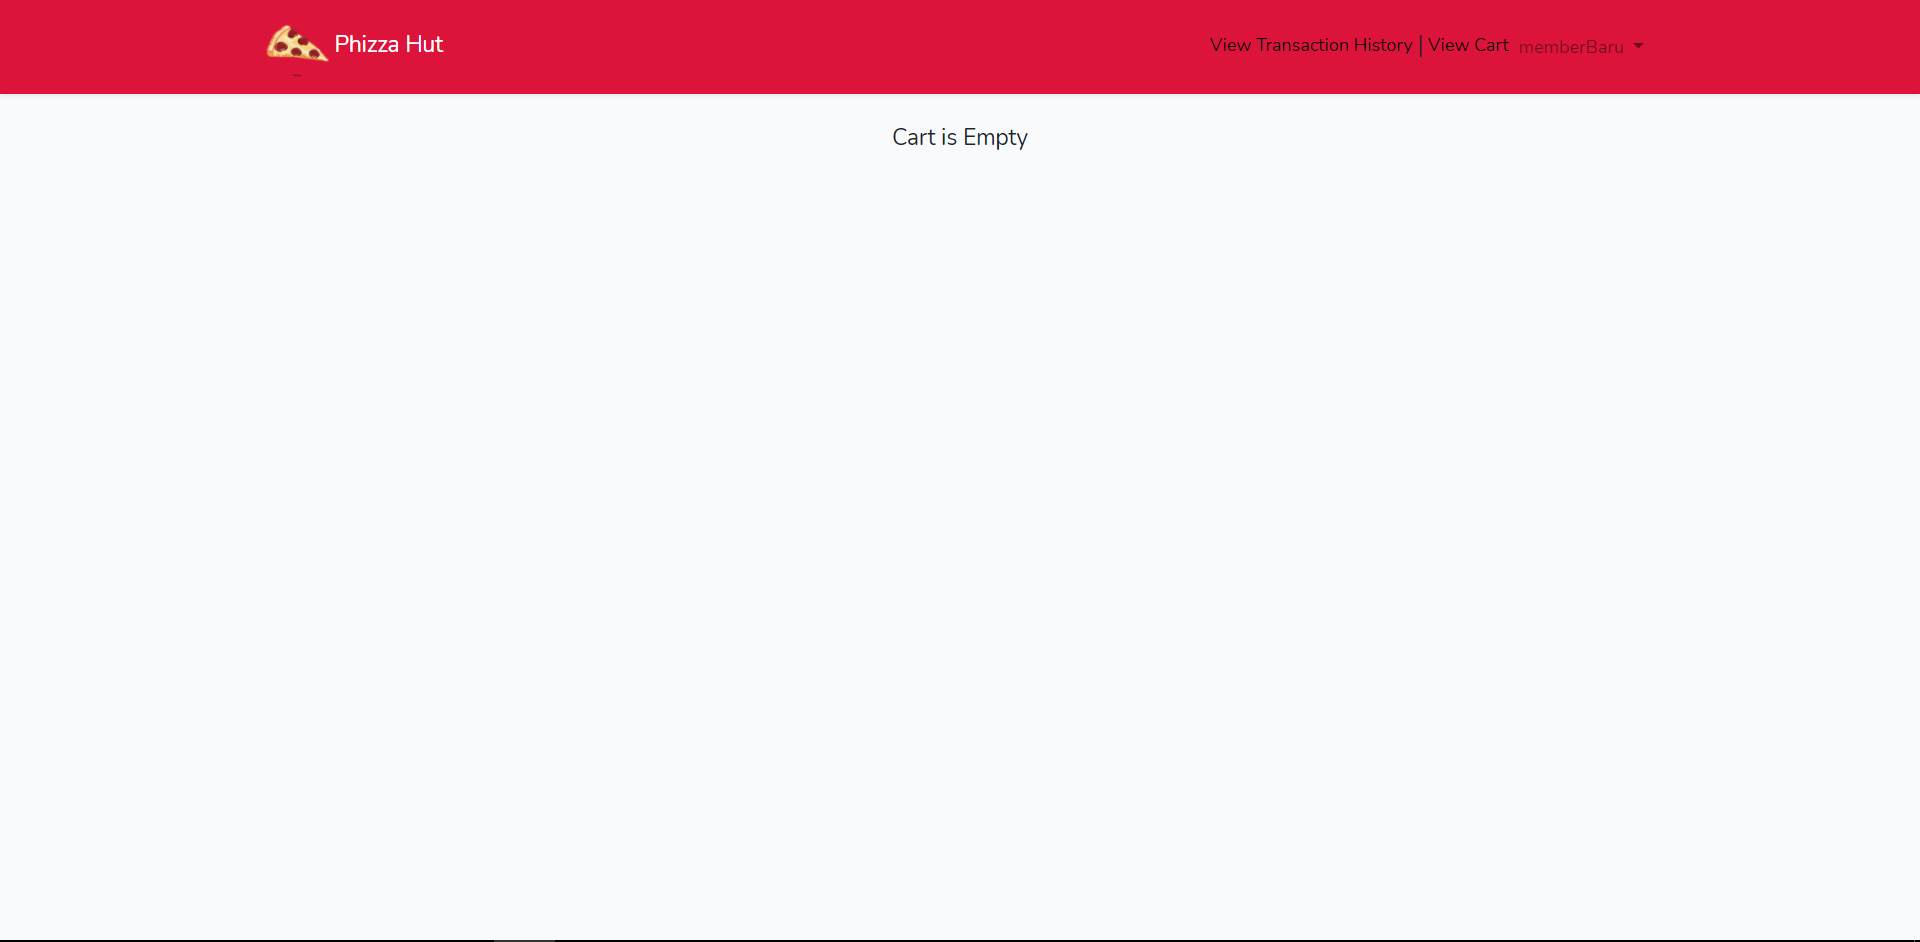 Phizza Hut
View Transaction History | View Cart memberBaru
Cart is Empty